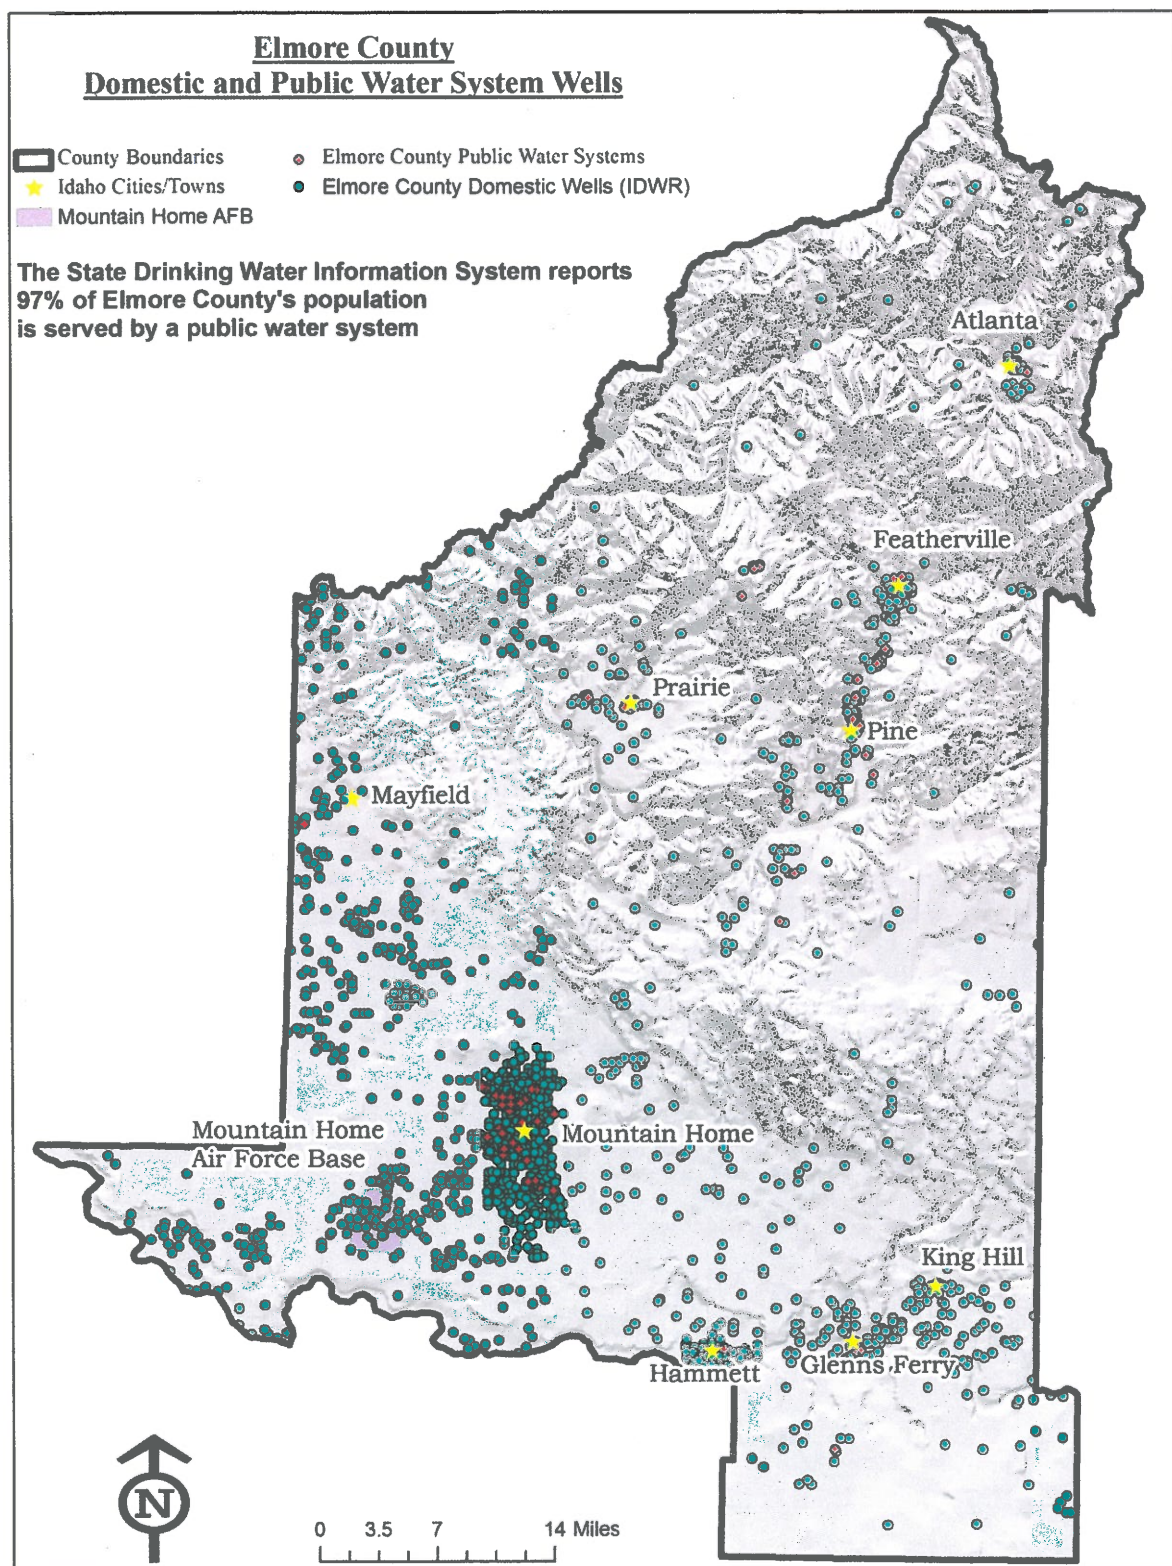 Elmore County
Domestic and Public Water System Wells
County Boundaries
Elmore County Public Water Systems
Idaho Cities/Towns
Elmore County Domestic Wells (IDWR)
Mountain Home AFB
The State Drinking Water Information System reports
97% of Elmore County's population
is served by a public water system
Atlanta
Featherville
Prairie
Pine
Mayfield
Mountain Home
Air Force Base
Mountain Home
King Hill
Glenns Ferry
Hammett
N
0 3.5 7 14 Miles